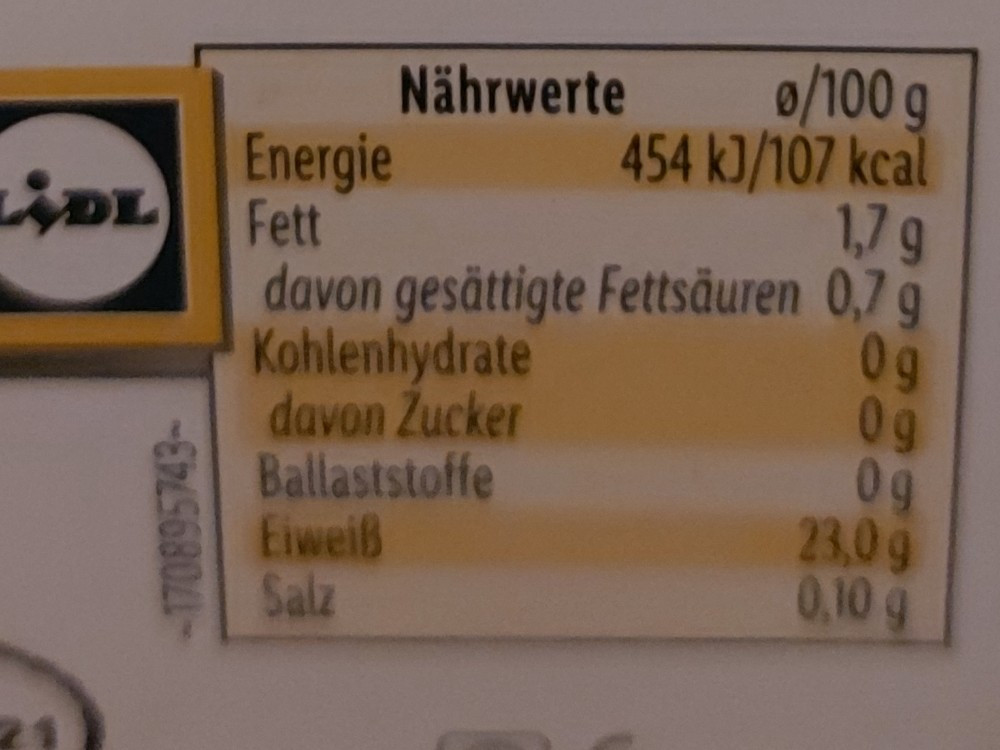 Nährwerte ø/100 g
Energie 454 kJ/107 kcal
Fett 1,7 g
davon gesättigte Fettsäuren 0,7 g
Kohlenhydrate 0 g
davon Zucker 0 g
Ballaststoffe 0 g
Eiweiß 23,0 g
Salz 0,10 g
LIDL
-170895743-
21